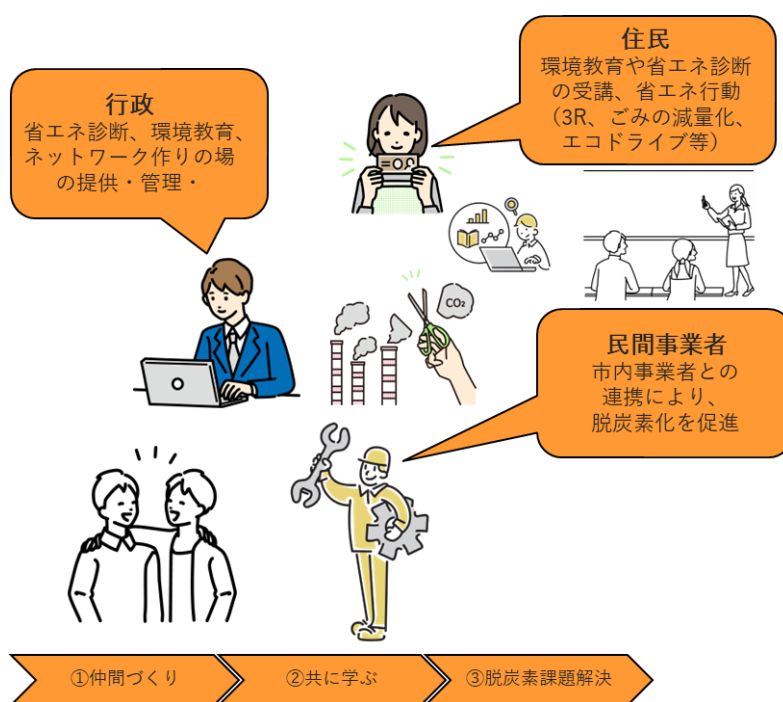 住民
環境教育や省エネ診断
の受講、省エネ行動
（3R、ごみの減量化、
エコドライブ等）
行政
省エネ診断、環境教育、
ネットワーク作りの場
の提供・管理・
CO₂
民間事業者
市内事業者との
連携により、
脱炭素化を促進
①仲間づくり
②共に学ぶ
③脱炭素課題解決